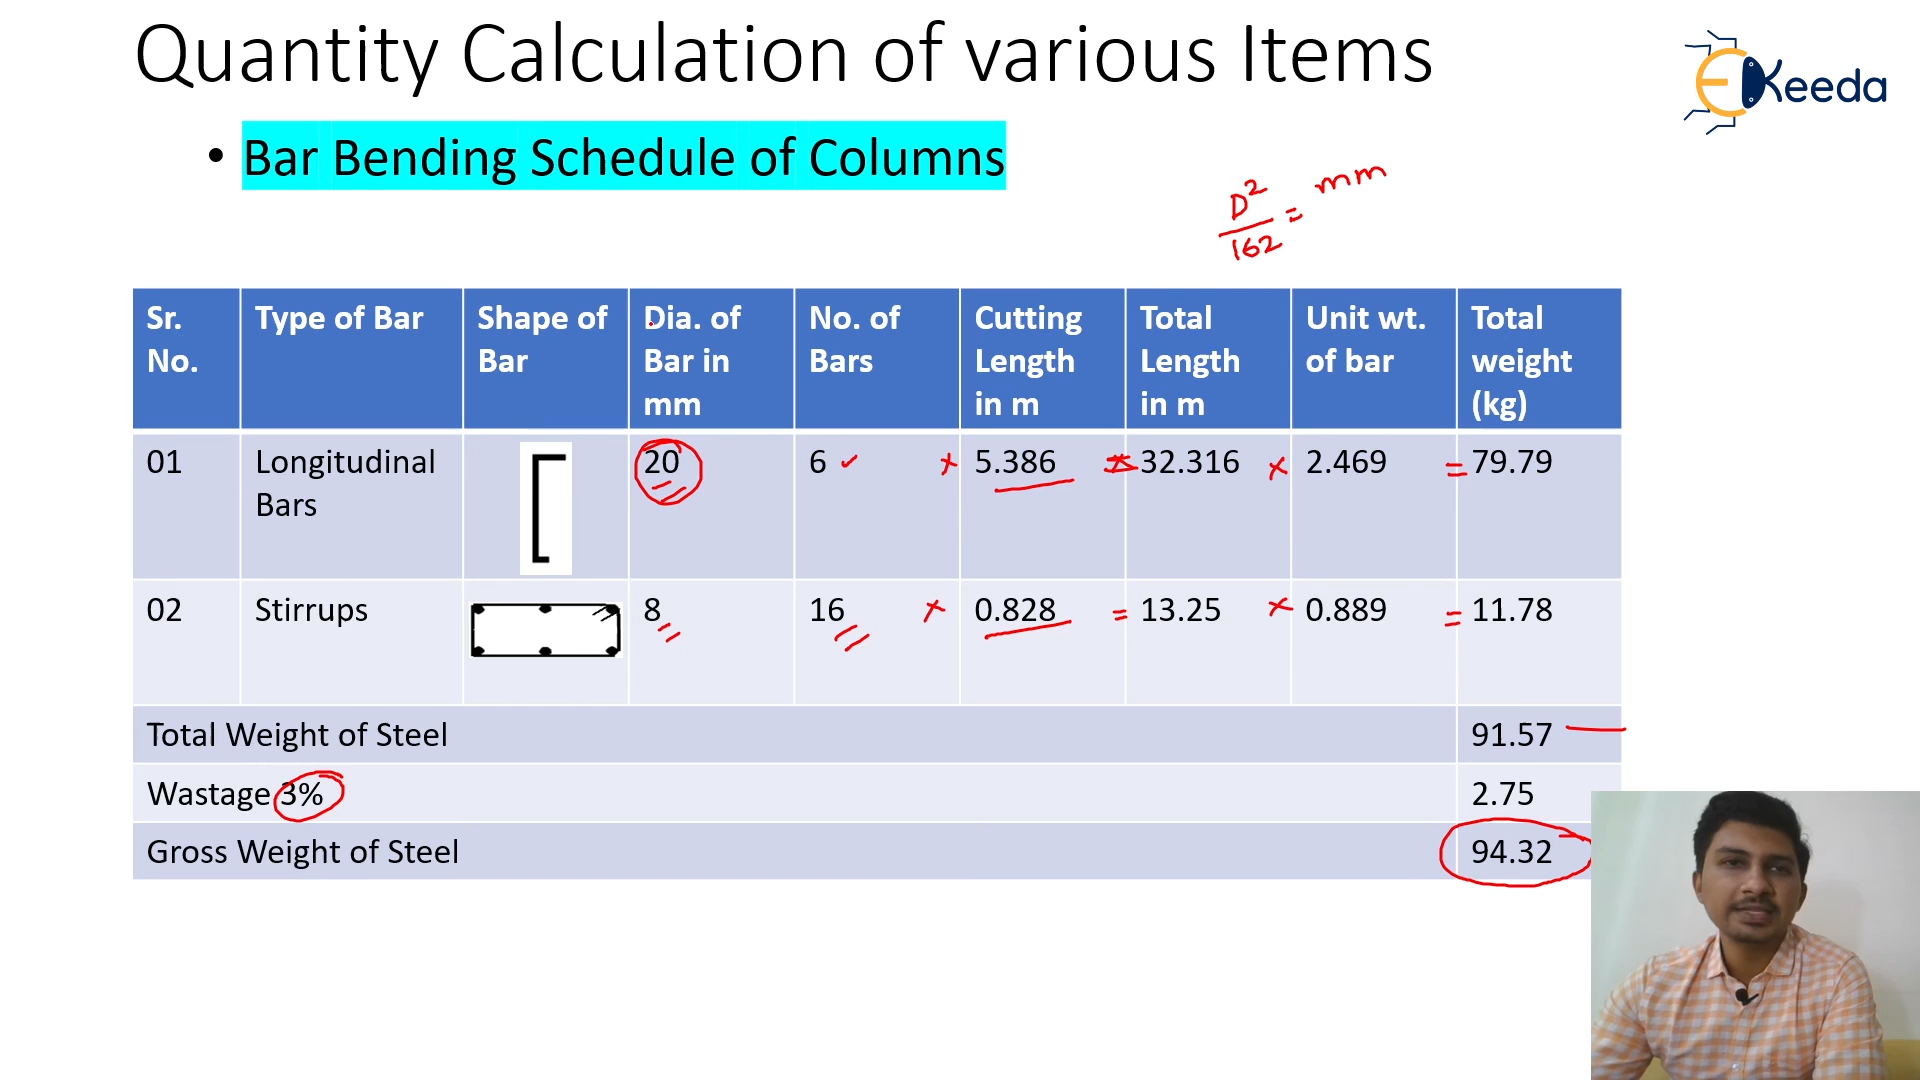 Quantity Calculation of various Items
EKeeda
• Bar Bending Schedule of Columns
D²/162 = mm
Sr. No. Type of Bar Shape of Bar Dia. of Bar in mm No. of Bars Cutting Length in m Total Length in m Unit wt. of bar Total weight (kg)
01 Longitudinal Bars 20 6 ✓ × 5.386 = 32.316 × 2.469 = 79.79
02 Stirrups 8 16 × 0.828 = 13.25 × 0.889 = 11.78
Total Weight of Steel 91.57
Wastage 3% 2.75
Gross Weight of Steel 94.32